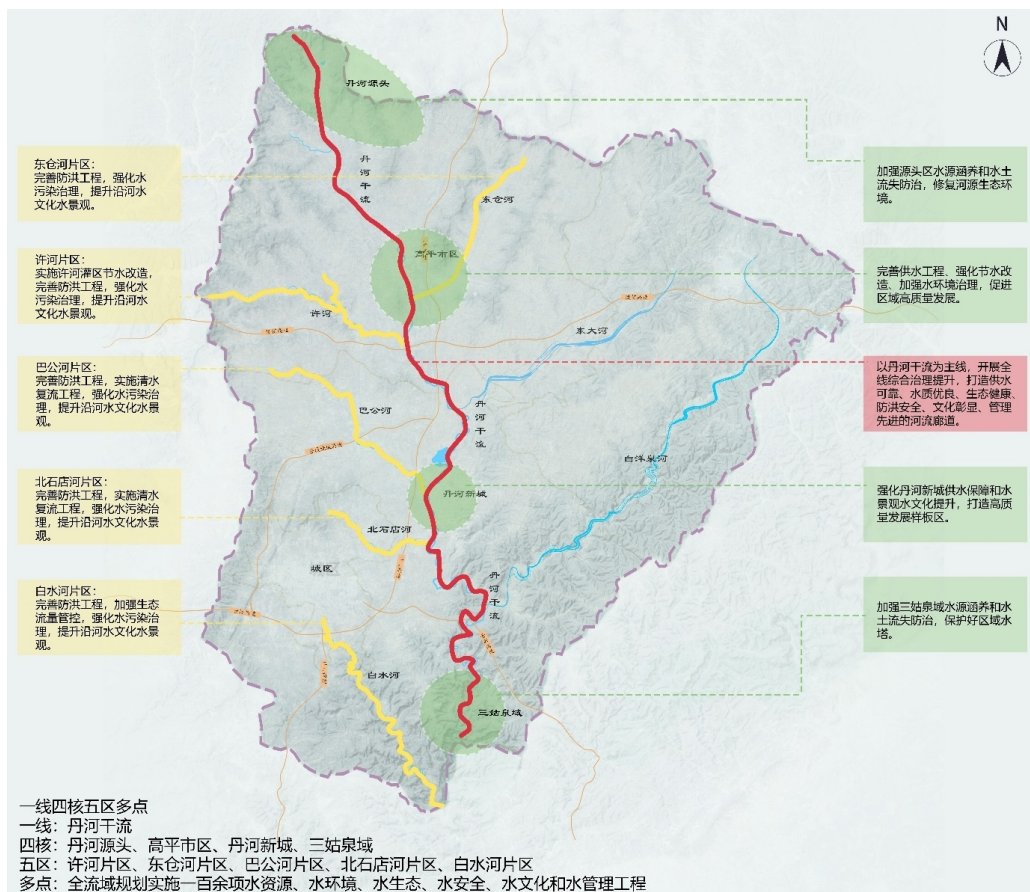 N
丹河源头
丹河干流
东仓河
高平市区
许河
东大河
巴公河
丹河干流
白洋泉河
丹河新城
北石店河
城区
丹河干流
白水河
三姑泉域
东仓河片区：
完善防洪工程，强化水
污染治理，提升沿河水
文化水景观。
许河片区：
实施许河灌区节水改造，
完善防洪工程，强化水
污染治理，提升沿河水
文化水景观。
巴公河片区：
完善防洪工程，实施清水
复流工程，强化水污染治
理，提升沿河水文化水景
观。
北石店河片区：
完善防洪工程，实施清水
复流工程，强化水污染治
理，提升沿河水文化水景
观。
白水河片区：
完善防洪工程，加强生态
流量管控，强化水污染治
理，提升沿河水文化水景
观。
加强源头区水源涵养和水土
流失防治，修复河源生态环
境。
完善供水工程、强化节水改
造、加强水环境治理，促进
区域高质量发展。
以丹河干流为主线，开展全
线综合治理提升，打造供水
可靠、水质优良、生态健康、
防洪安全、文化彰显、管理
先进的河流廊道。
强化丹河新城供水保障和水
景观水文化提升，打造高质
量发展样板区。
加强三姑泉域水源涵养和水
土流失防治，保护好区域水
塔。
一线四核五区多点
一线：丹河干流
四核：丹河源头、高平市区、丹河新城、三姑泉域
五区：许河片区、东仓河片区、巴公河片区、北石店河片区、白水河片区
多点：全流域规划实施一百余项水资源、水环境、水生态、水安全、水文化和水管理工程